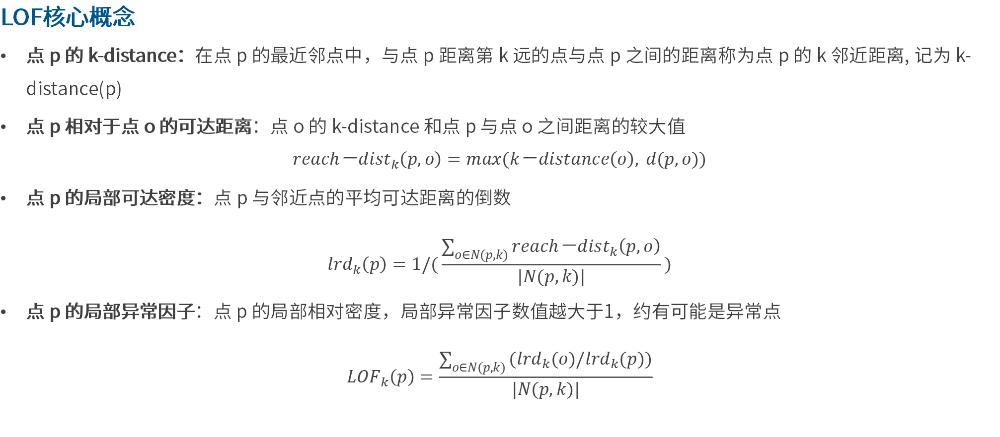 LOF核心概念
• 点 p 的 k-distance：在点 p 的最近邻点中，与点 p 距离第 k 远的点与点 p 之间的距离称为点 p 的 k 邻近距离, 记为 k-
distance(p)
• 点 p 相对于点 o 的可达距离：点 o 的 k-distance 和点 p 与点 o 之间距离的较大值
reach−dist_k(p, o) = max(k−distance(o), d(p, o))
• 点 p 的局部可达密度：点 p 与邻近点的平均可达距离的倒数
lrd_k(p) = 1/(∑_{o∈N(p,k)} reach−dist_k(p, o) / |N(p, k)|)
• 点 p 的局部异常因子：点 p 的局部相对密度，局部异常因子数值越大于1，约有可能是异常点
LOF_k(p) = ∑_{o∈N(p,k)} (lrd_k(o)/lrd_k(p)) / |N(p, k)|